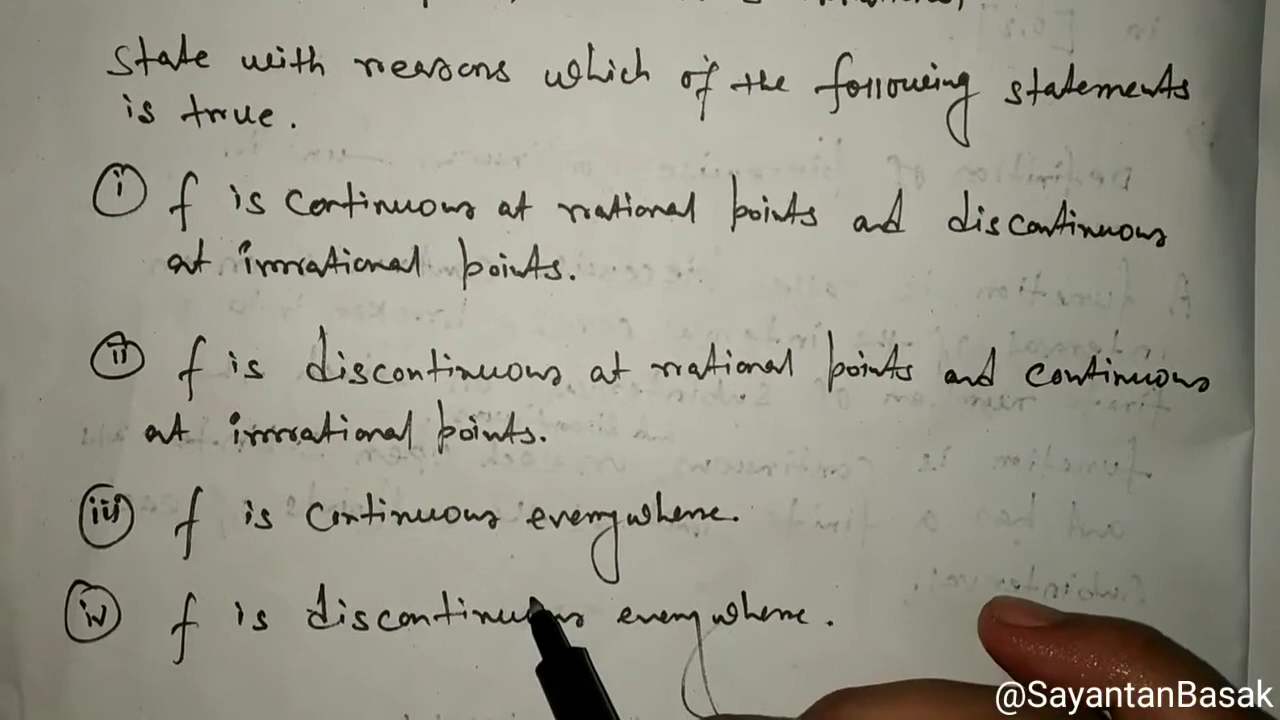 State with reasons which of the following statements
is true.
(i) f is continuous at rational points and discontinuous
at irrational points.
(ii) f is discontinuous at rational points and continuous
at irrational points.
(iii) f is continuous everywhere.
(iv) f is discontinuous everywhere.
@SayantanBasak